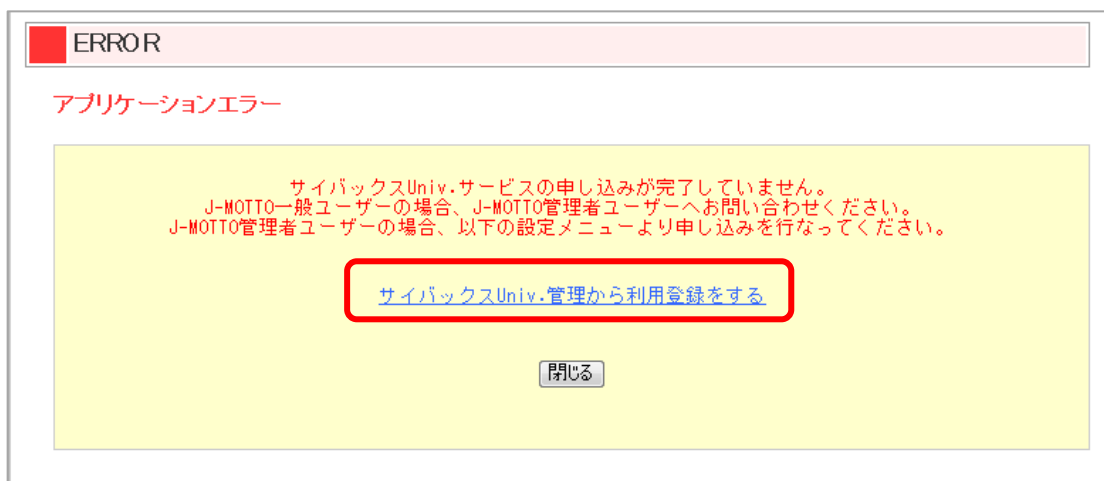 ERROR
アプリケーションエラー
サイバックスUniv.サービスの申し込みが完了していません。
J-MOTTO一般ユーザーの場合、J-MOTTO管理者ユーザーへお問い合わせください。
J-MOTTO管理者ユーザーの場合、以下の設定メニューより申し込みを行なってください。
サイバックスUniv.管理から利用登録をする
閉じる